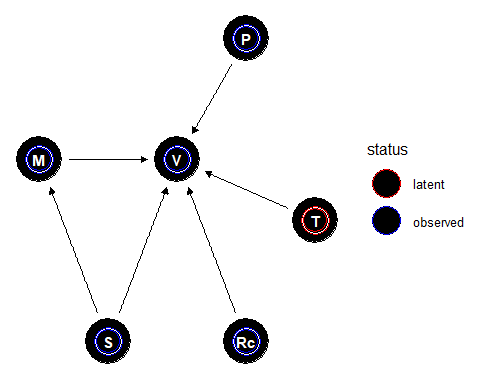 P
M
V
status
latent
T
observed
S
Rc